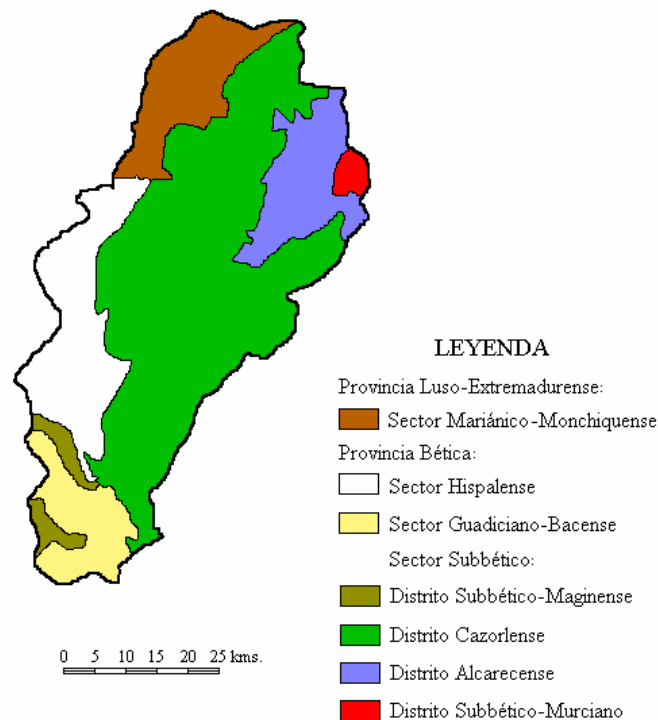 LEYENDA
Provincia Luso-Extremadurense:
Sector Mariánico-Monchiquense
Provincia Bética:
Sector Hispalense
Sector Guadiciano-Bacense
Sector Subbético:
Distrito Subbético-Maginense
Distrito Cazorlense
Distrito Alcarecense
Distrito Subbético-Murciano
0 5 10 15 20 25 kms.